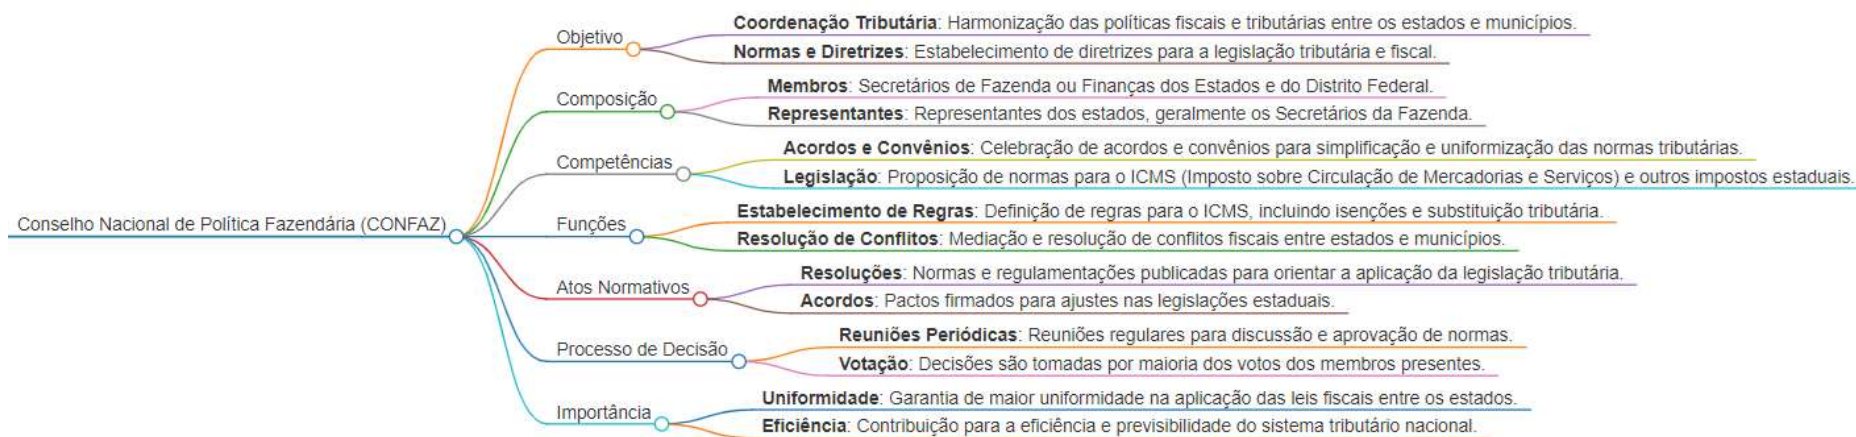 Conselho Nacional de Política Fazendária (CONFAZ)
Objetivo
Coordenação Tributária: Harmonização das políticas fiscais e tributárias entre os estados e municípios.
Normas e Diretrizes: Estabelecimento de diretrizes para a legislação tributária e fiscal.
Composição
Membros: Secretários de Fazenda ou Finanças dos Estados e do Distrito Federal.
Representantes: Representantes dos estados, geralmente os Secretários da Fazenda.
Competências
Acordos e Convênios: Celebração de acordos e convênios para simplificação e uniformização das normas tributárias.
Legislação: Proposição de normas para o ICMS (Imposto sobre Circulação de Mercadorias e Serviços) e outros impostos estaduais.
Funções
Estabelecimento de Regras: Definição de regras para o ICMS, incluindo isenções e substituição tributária.
Resolução de Conflitos: Mediação e resolução de conflitos fiscais entre estados e municípios.
Atos Normativos
Resoluções: Normas e regulamentações publicadas para orientar a aplicação da legislação tributária.
Acordos: Pactos firmados para ajustes nas legislações estaduais.
Processo de Decisão
Reuniões Periódicas: Reuniões regulares para discussão e aprovação de normas.
Votação: Decisões são tomadas por maioria dos votos dos membros presentes.
Importância
Uniformidade: Garantia de maior uniformidade na aplicação das leis fiscais entre os estados.
Eficiência: Contribuição para a eficiência e previsibilidade do sistema tributário nacional.